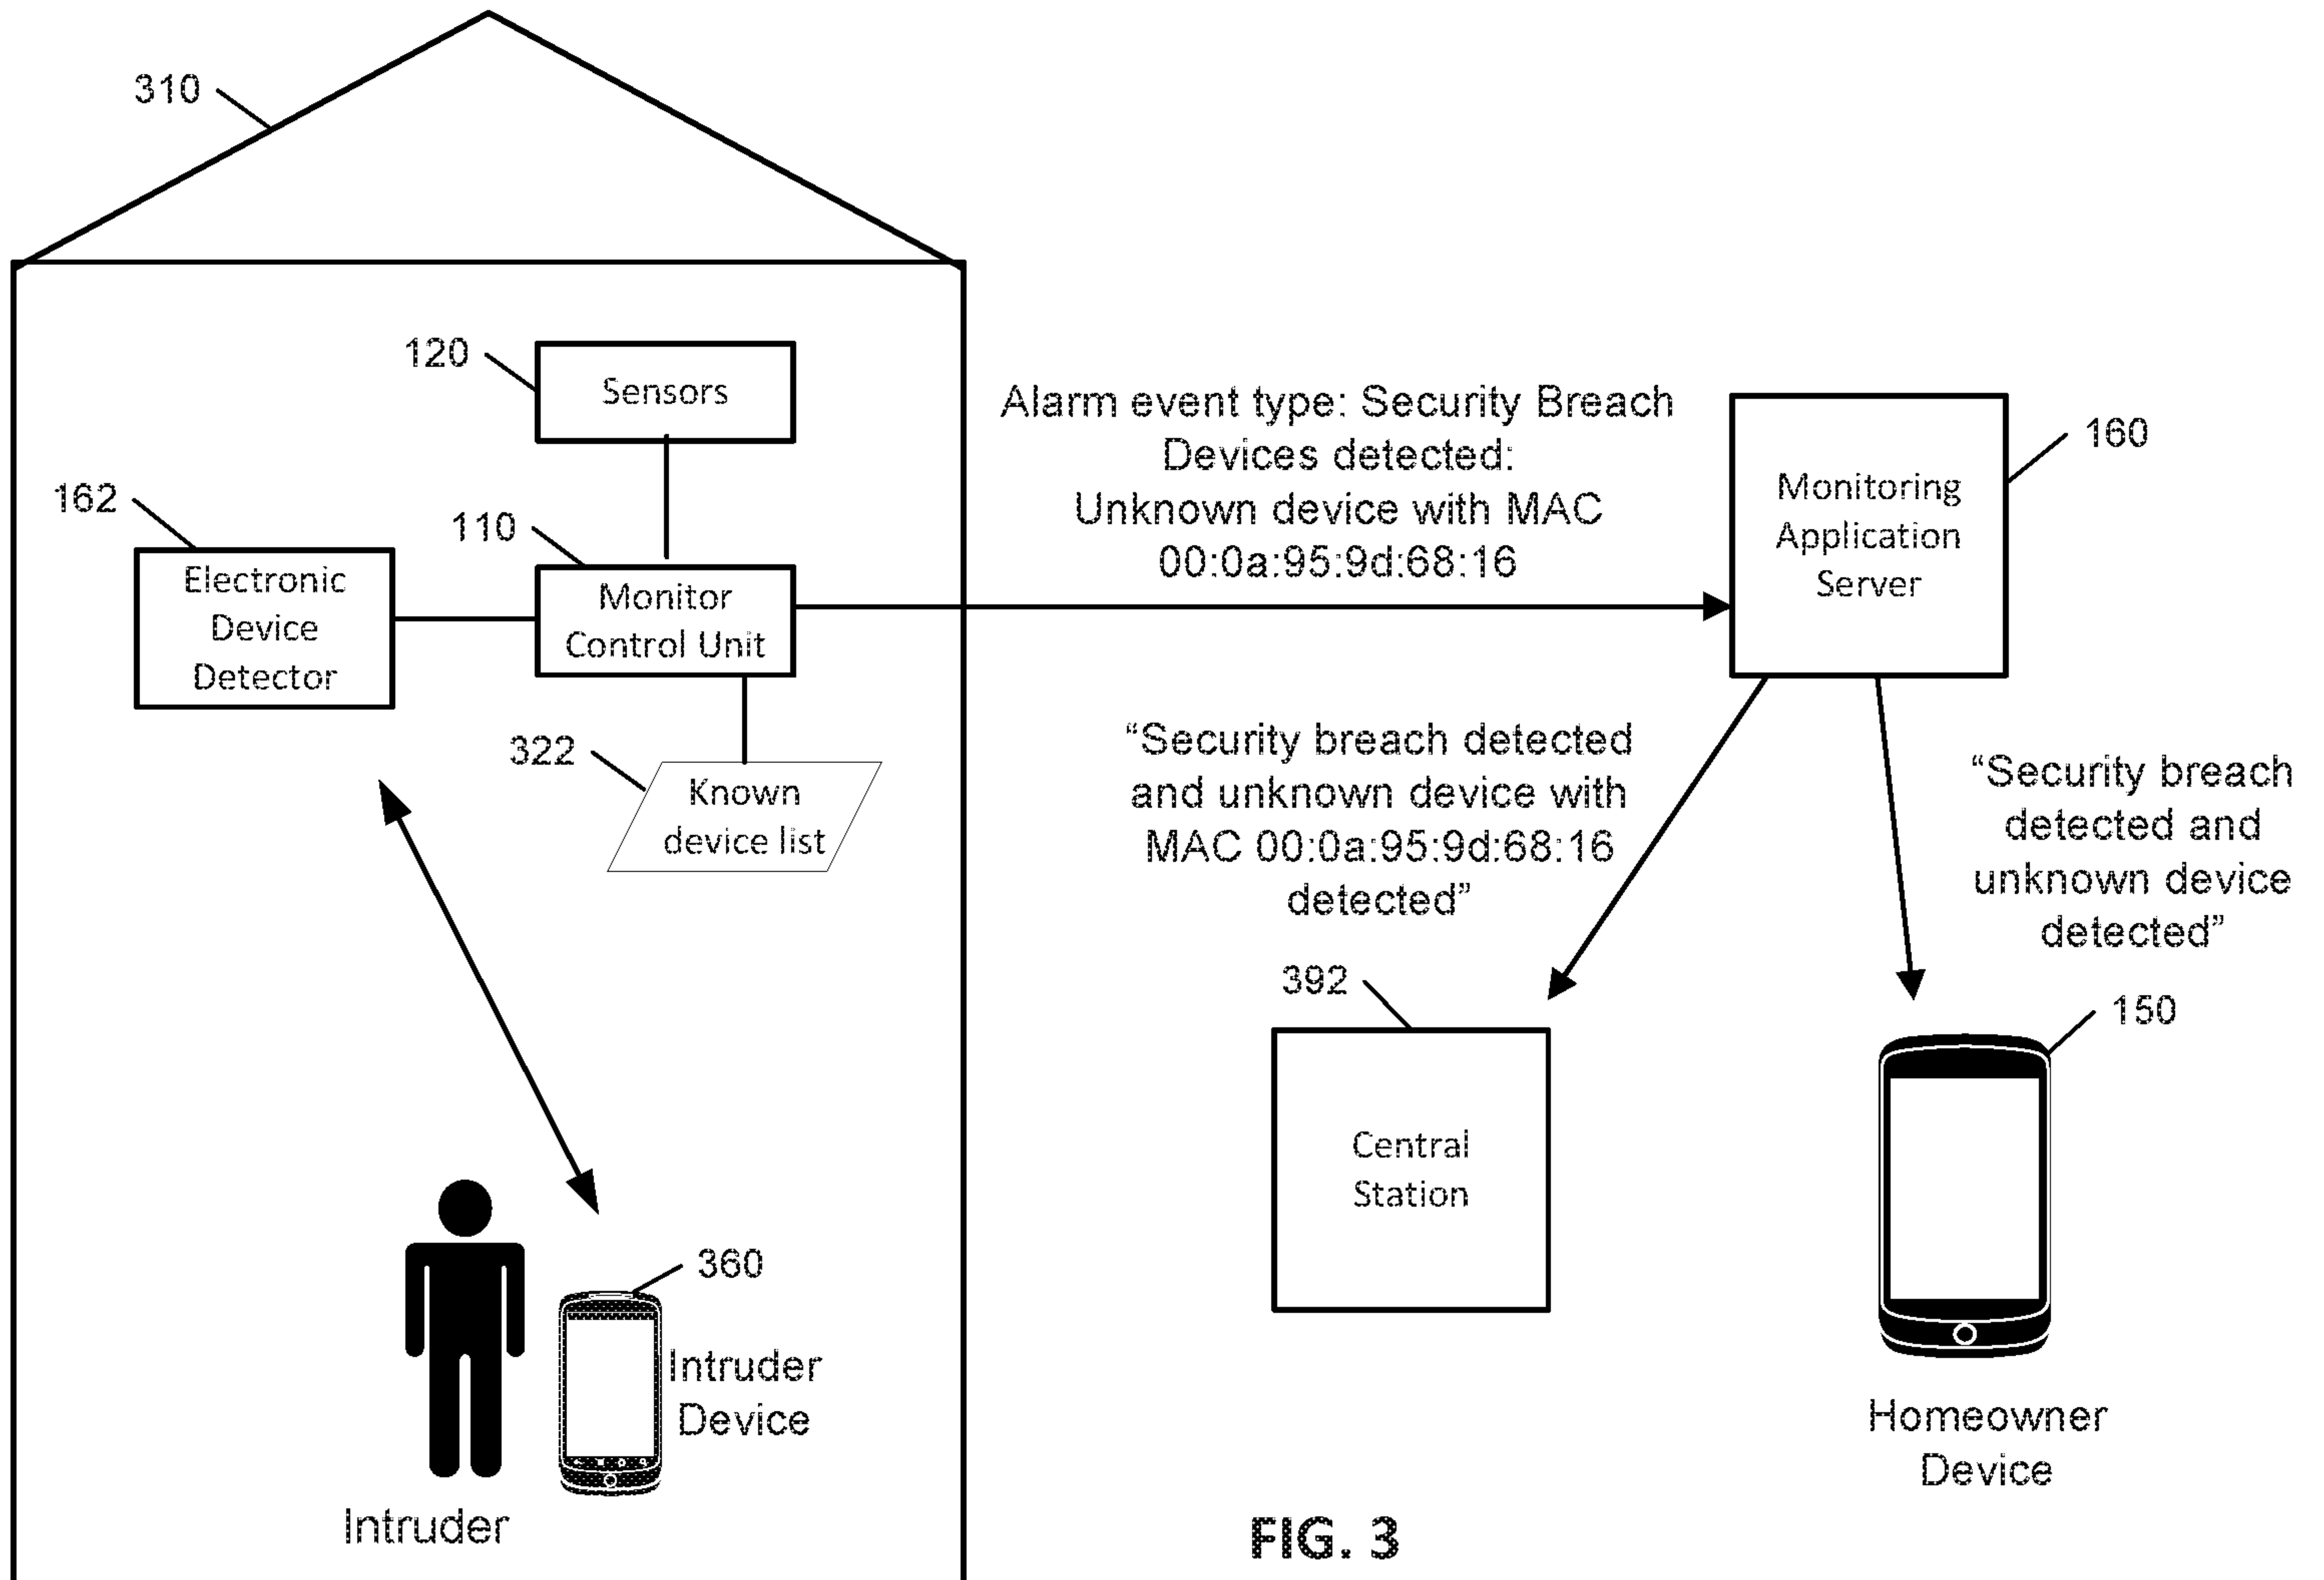 310
120
Sensors
162
Electronic
Device
Detector
110
Monitor
Control Unit
322
Known
device list
Alarm event type: Security Breach
Devices detected:
Unknown device with MAC
00:0a:95:9d:68:16
160
Monitoring
Application
Server
“Security breach detected
and unknown device with
MAC 00:0a:95:9d:68:16
detected”
“Security breach
detected and
unknown device
detected”
392
Central
Station
150
Homeowner
Device
360
Intruder
Device
Intruder
FIG. 3